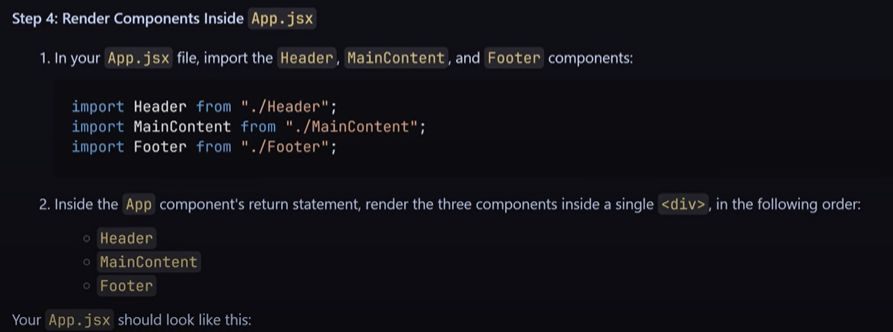 Step 4: Render Components Inside App.jsx
1. In your App.jsx file, import the Header, MainContent, and Footer components:
import Header from "./Header";
import MainContent from "./MainContent";
import Footer from "./Footer";
2. Inside the App component's return statement, render the three components inside a single <div>, in the following order:
○ Header
○ MainContent
○ Footer
Your App.jsx should look like this: